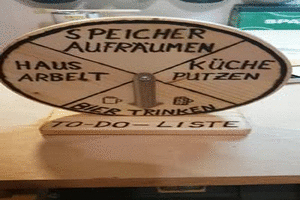 SPEICHER
AUFRÄUMEN
HAUS
ARBEIT
KÜCHE
PUTZEN
BIER TRINKEN
TO-DO-LISTE